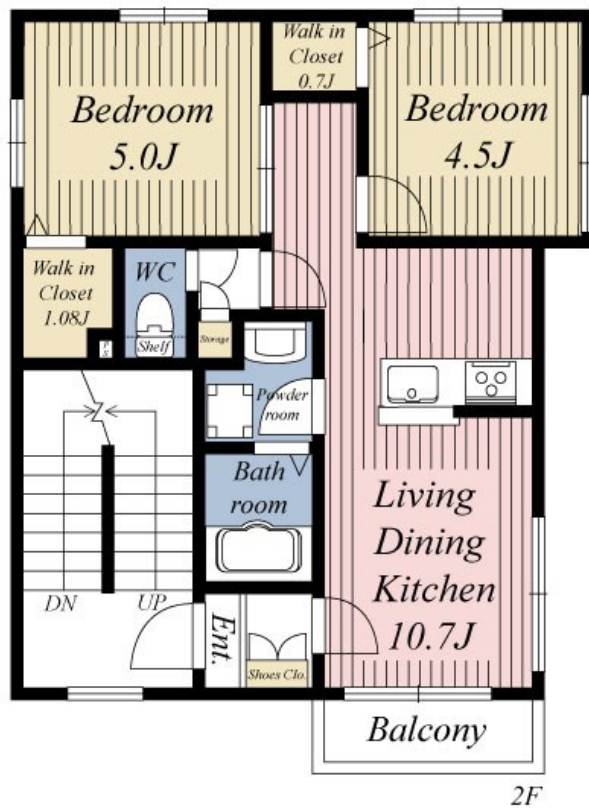 Walk in
Closet
0.7J
Bedroom
5.0J
Bedroom
4.5J
Walk in
Closet
1.08J
WC
Shelf
PS
Storage
Powder
room
Bath
room
Living
Dining
Kitchen
10.7J
DN
UP
Ent.
Shoes Clo.
Balcony
2F